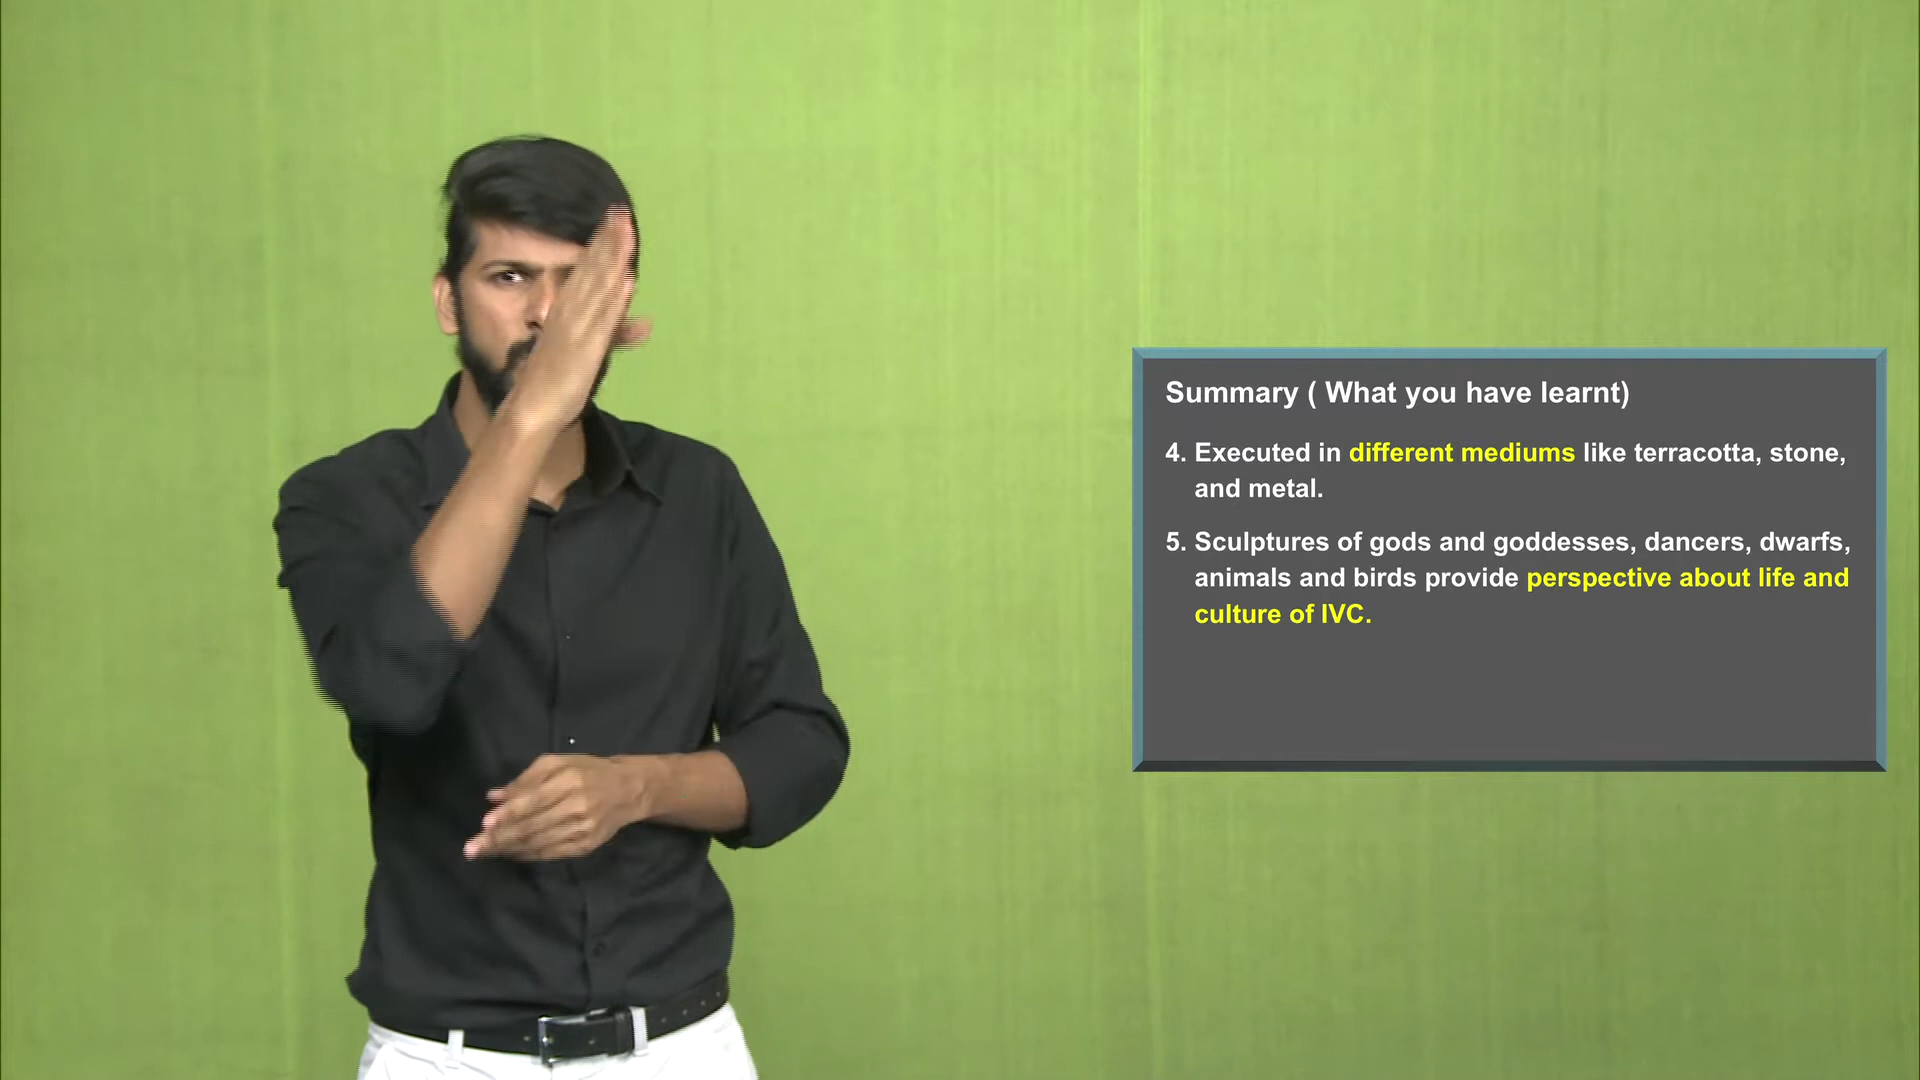 Summary ( What you have learnt)
4. Executed in different mediums like terracotta, stone,
and metal.
5. Sculptures of gods and goddesses, dancers, dwarfs,
animals and birds provide perspective about life and
culture of IVC.